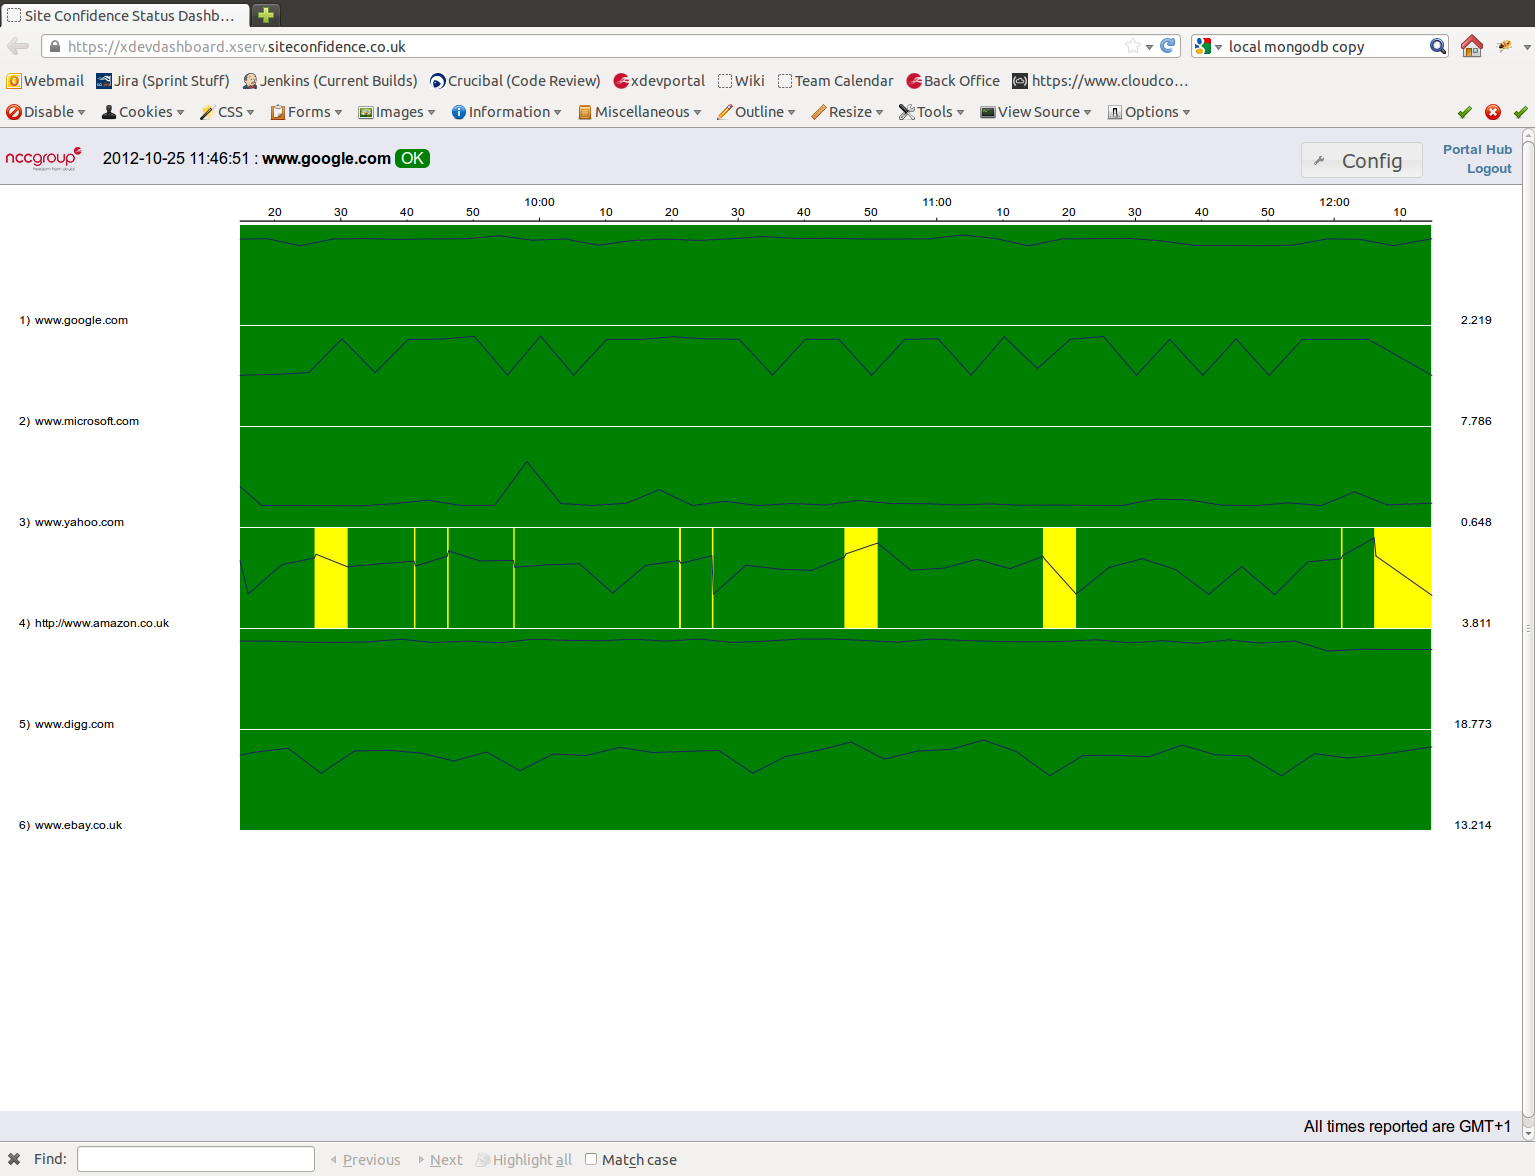 Site Confidence Status Dashb...
https://xdevdashboard.xserv.siteconfidence.co.uk
local mongodb copy
Webmail Jira (Sprint Stuff) Jenkins (Current Builds) Crucibal (Code Review) xdevportal Wiki Team Calendar Back Office https://www.cloudco...
Disable Cookies CSS Forms Images Information Miscellaneous Outline Resize Tools View Source Options
nccgroup 2012-10-25 11:46:51 : www.google.com OK
Config
Portal Hub
Logout
20 30 40 50 10:00 10 20 30 40 50 11:00 10 20 30 40 50 12:00 10
1) www.google.com 2.219
2) www.microsoft.com 7.786
3) www.yahoo.com 0.648
4) http://www.amazon.co.uk 3.811
5) www.digg.com 18.773
6) www.ebay.co.uk 13.214
All times reported are GMT+1
Find: Previous Next Highlight all Match case